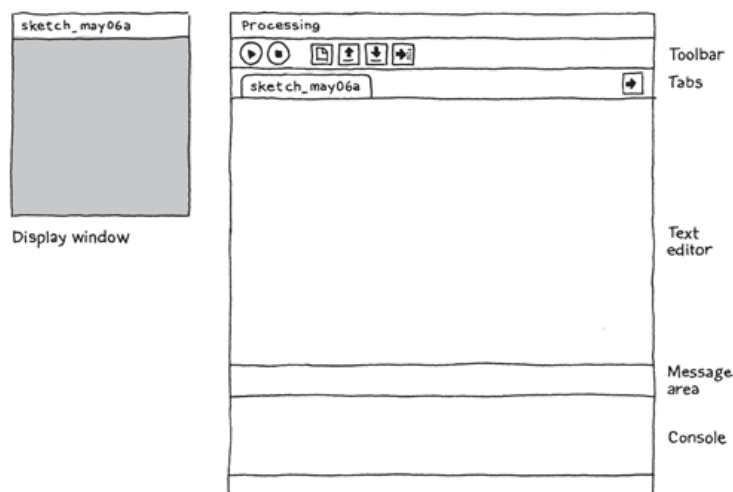 sketch_may06a
Display window
Processing
sketch_may06a
Toolbar
Tabs
Text
editor
Message
area
Console